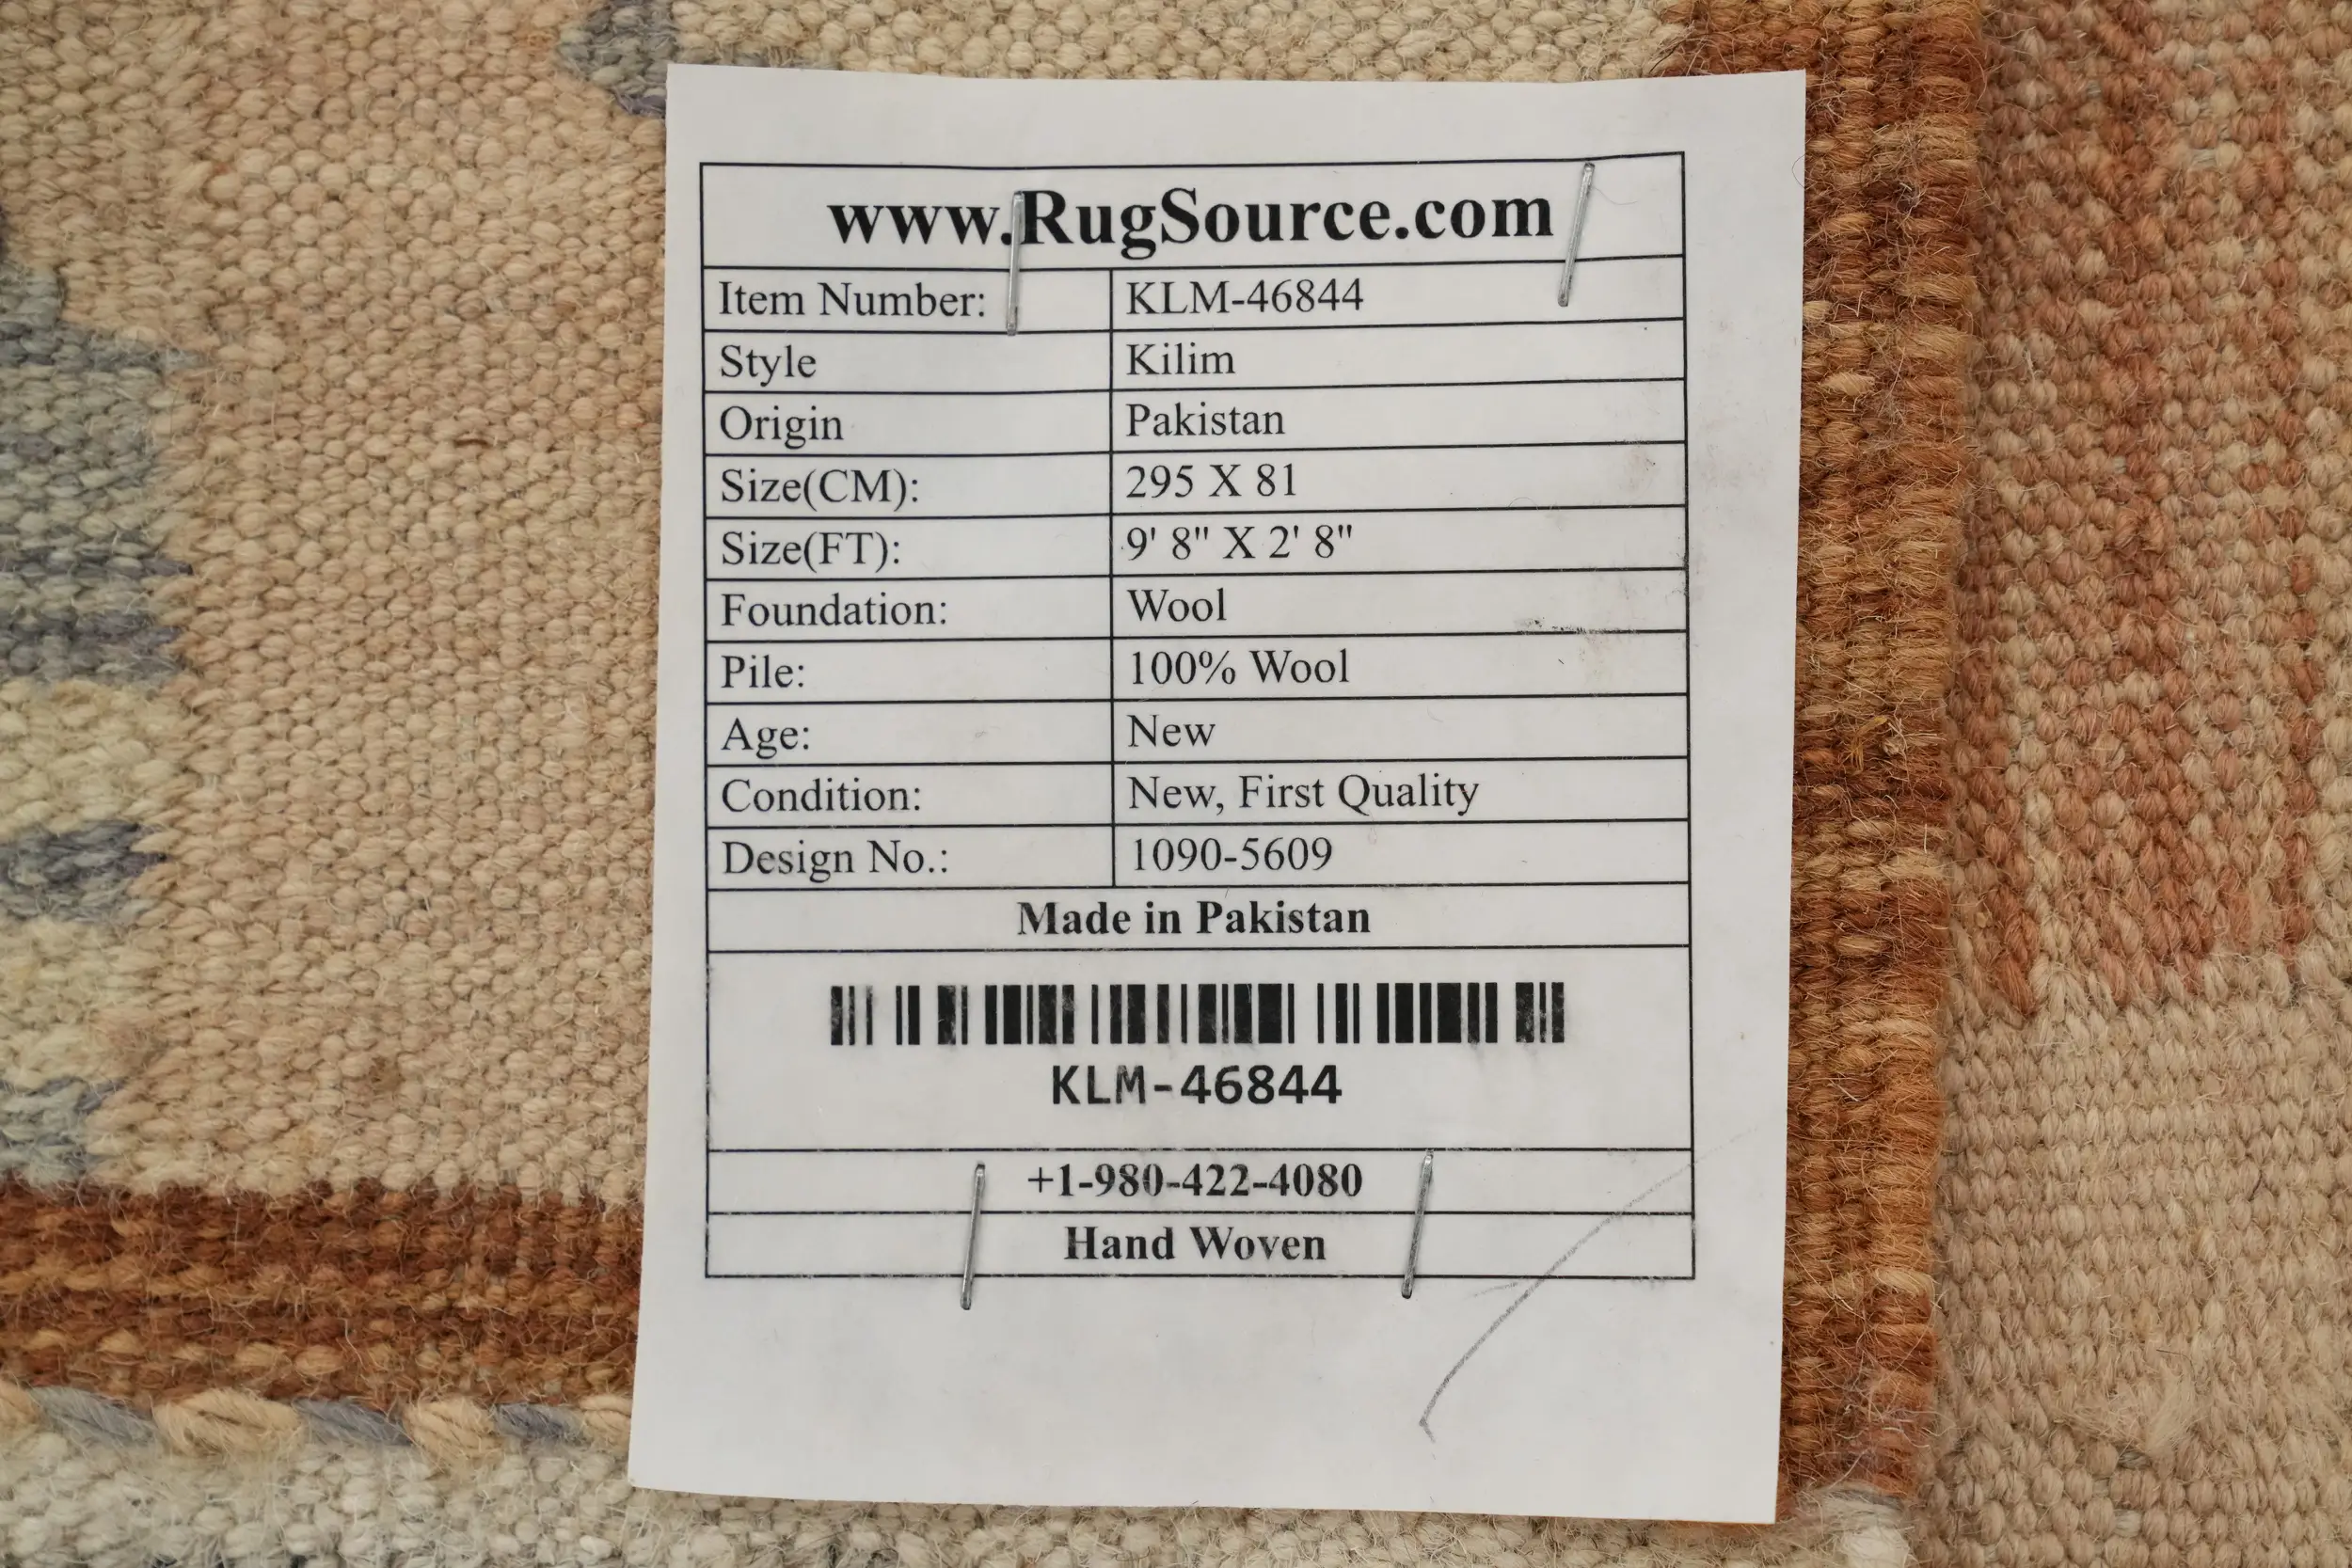 www.RugSource.com
Item Number: KLM-46844
Style Kilim
Origin Pakistan
Size(CM): 295 X 81
Size(FT): 9' 8" X 2' 8"
Foundation: Wool
Pile: 100% Wool
Age: New
Condition: New, First Quality
Design No.: 1090-5609
Made in Pakistan
KLM-46844
+1-980-422-4080
Hand Woven